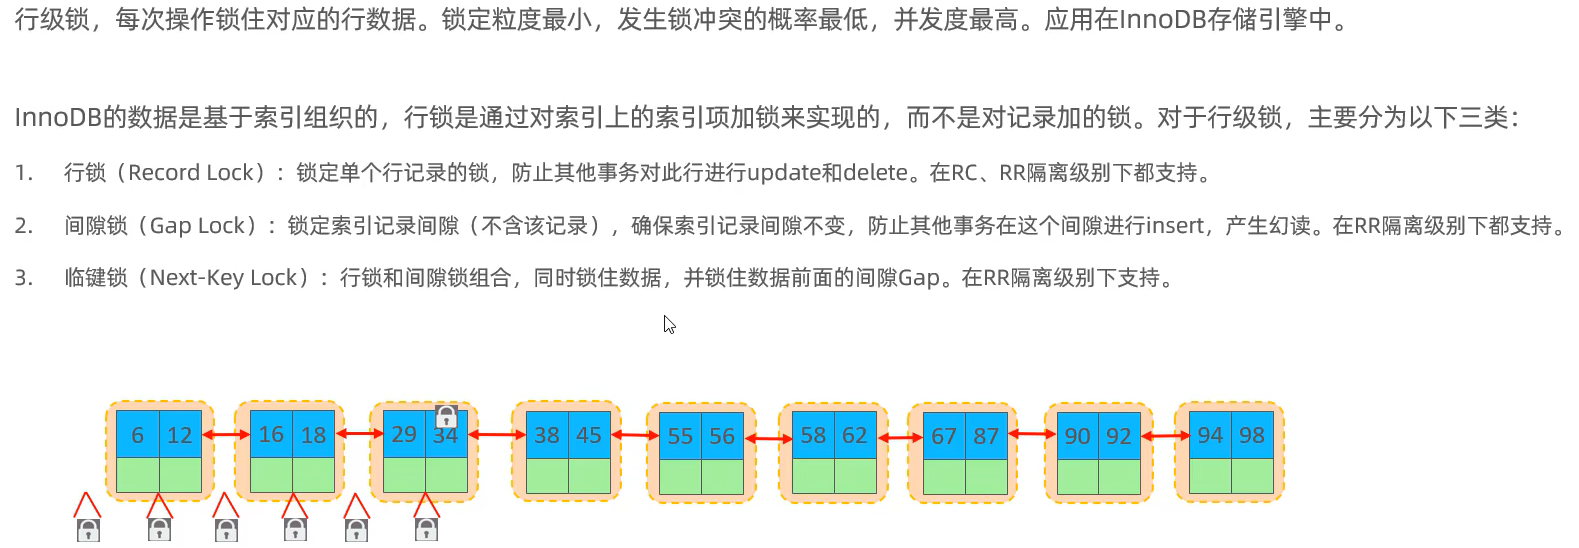 行级锁，每次操作锁住对应的行数据。锁定粒度最小，发生锁冲突的概率最低，并发度最高。应用在InnoDB存储引擎中。
InnoDB的数据是基于索引组织的，行锁是通过对索引上的索引项加锁来实现的，而不是对记录加的锁。对于行级锁，主要分为以下三类：
1. 行锁（Record Lock）：锁定单个行记录的锁，防止其他事务对此行进行update和delete。在RC、RR隔离级别下都支持。
2. 间隙锁（Gap Lock）：锁定索引记录间隙（不含该记录），确保索引记录间隙不变，防止其他事务在这个间隙进行insert，产生幻读。在RR隔离级别下都支持。
3. 临键锁（Next-Key Lock）：行锁和间隙锁组合，同时锁住数据，并锁住数据前面的间隙Gap。在RR隔离级别下支持。
6 12 16 18 29 34 38 45 55 56 58 62 67 87 90 92 94 98